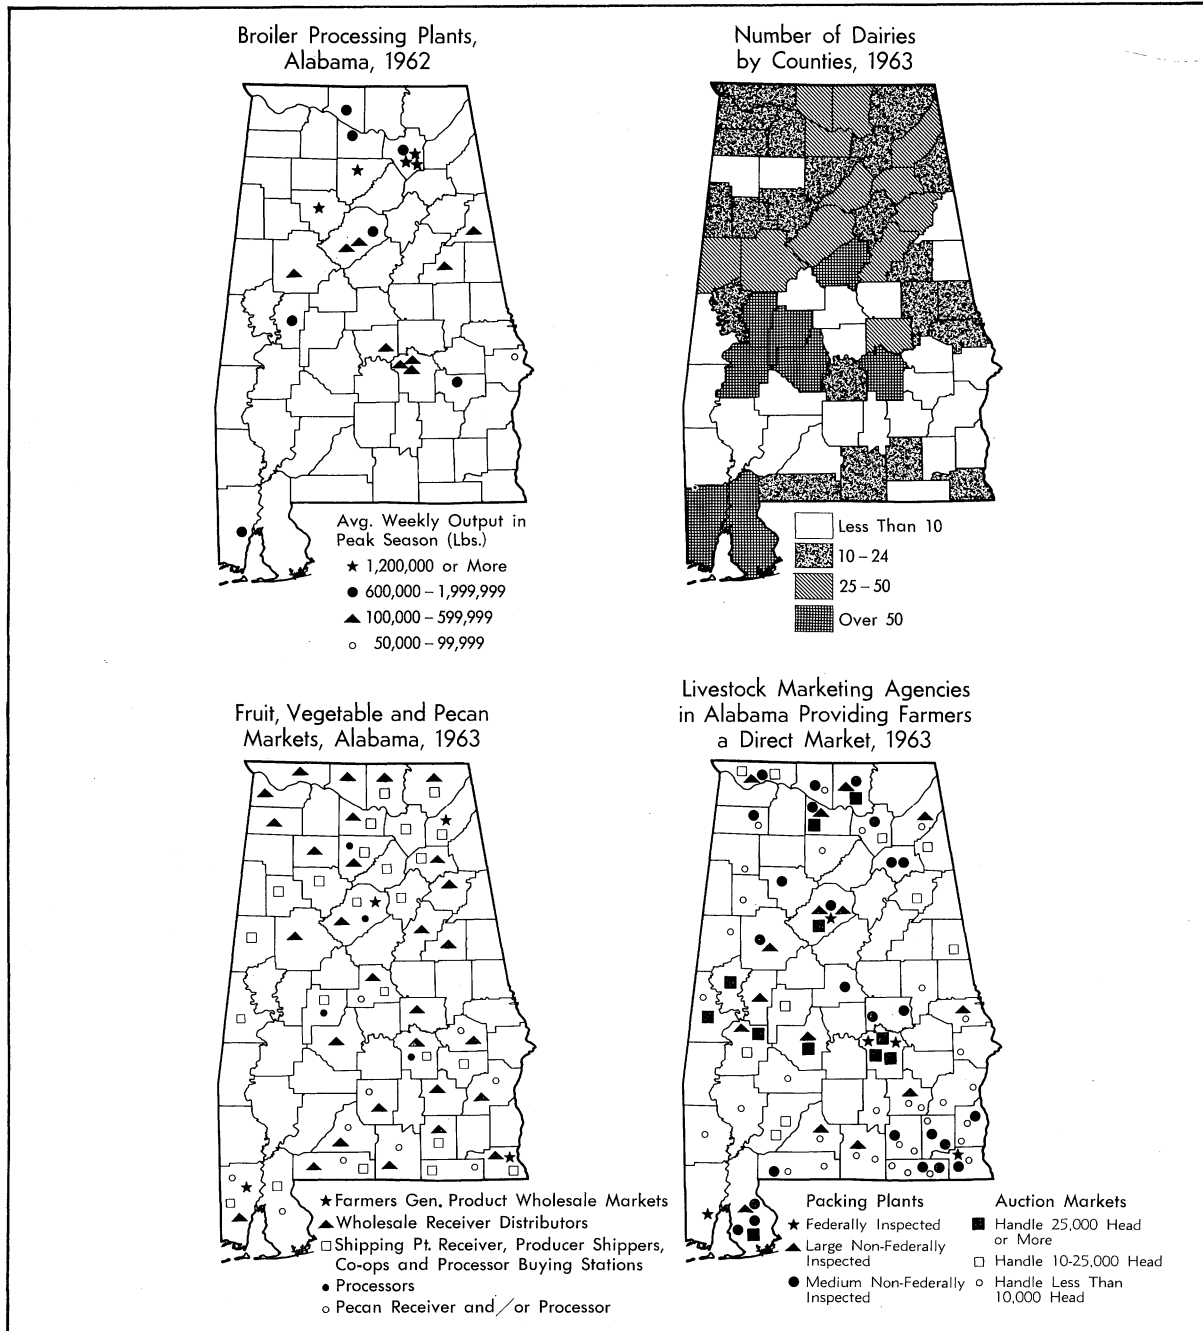 Broiler Processing Plants,
Alabama, 1962
Avg. Weekly Output in
Peak Season (Lbs.)
★ 1,200,000 or More
● 600,000 – 1,999,999
▲ 100,000 – 599,999
○ 50,000 – 99,999
Number of Dairies
by Counties, 1963
Less Than 10
10 – 24
25 – 50
Over 50
Fruit, Vegetable and Pecan
Markets, Alabama, 1963
★ Farmers Gen. Product Wholesale Markets
▲ Wholesale Receiver Distributors
□ Shipping Pt. Receiver, Producer Shippers,
Co-ops and Processor Buying Stations
● Processors
○ Pecan Receiver and/or Processor
Livestock Marketing Agencies
in Alabama Providing Farmers
a Direct Market, 1963
Packing Plants
★ Federally Inspected
▲ Large Non-Federally
Inspected
● Medium Non-Federally
Inspected
Auction Markets
■ Handle 25,000 Head
or More
□ Handle 10-25,000 Head
○ Handle Less Than
10,000 Head